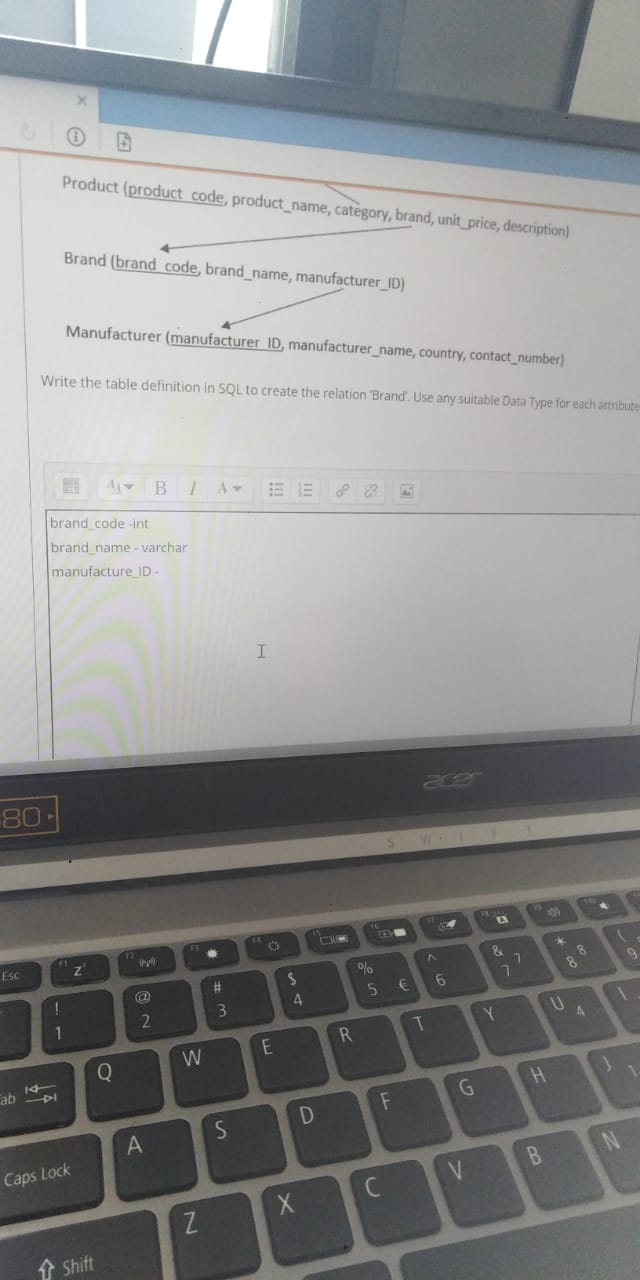 Product (product_code, product_name, category, brand, unit_price, description)
Brand (brand_code, brand_name, manufacturer_ID)
Manufacturer (manufacturer_ID, manufacturer_name, country, contact_number)
Write the table definition in SQL to create the relation 'Brand'. Use any suitable Data Type for each attribute
B I A
brand_code -int
brand_name - varchar
manufacture_ID -
acer
80
S W I F T
Esc F1 Z F2 F3 F4 F5 F6 F7 F8 A F9 F10
! 1 @ 2 # 3 $ 4 % 5 € ^ 6 & 7 7 * 8 8 ( 9
ab Q W E R T Y U 4 I
Caps Lock A S D F G H J 1
Shift Z X C V B N